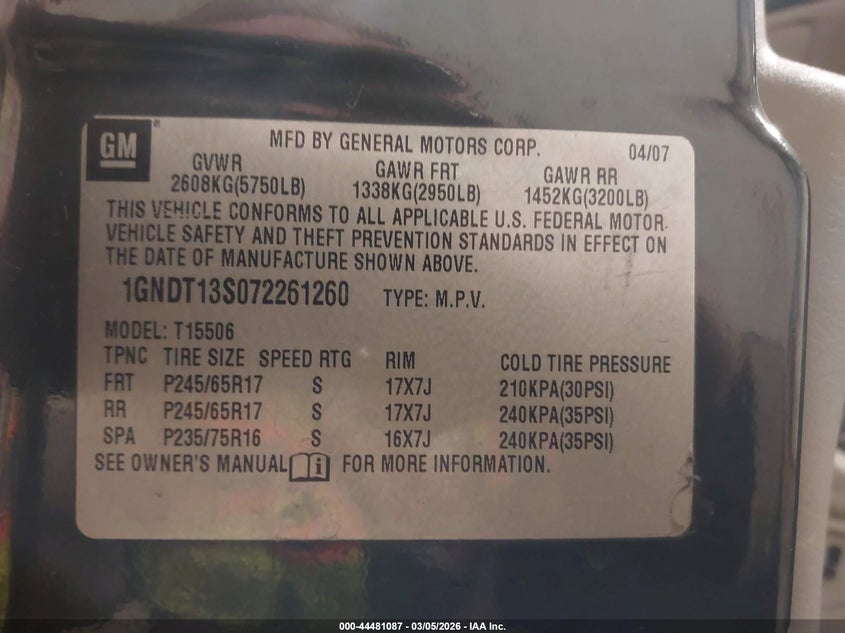 GM
MFD BY GENERAL MOTORS CORP. 04/07
GVWR GAWR FRT GAWR RR
2608KG(5750LB) 1338KG(2950LB) 1452KG(3200LB)
THIS VEHICLE CONFORMS TO ALL APPLICABLE U.S. FEDERAL MOTOR
VEHICLE SAFETY AND THEFT PREVENTION STANDARDS IN EFFECT ON
THE DATE OF MANUFACTURE SHOWN ABOVE.
1GNDT13S072261260 TYPE: M.P.V.
MODEL: T15506
TPNC TIRE SIZE SPEED RTG RIM COLD TIRE PRESSURE
FRT P245/65R17 S 17X7J 210KPA(30PSI)
RR P245/65R17 S 17X7J 240KPA(35PSI)
SPA P235/75R16 S 16X7J 240KPA(35PSI)
SEE OWNER'S MANUAL i FOR MORE INFORMATION.
000-44481087 - 03/05/2026 - IAA Inc.